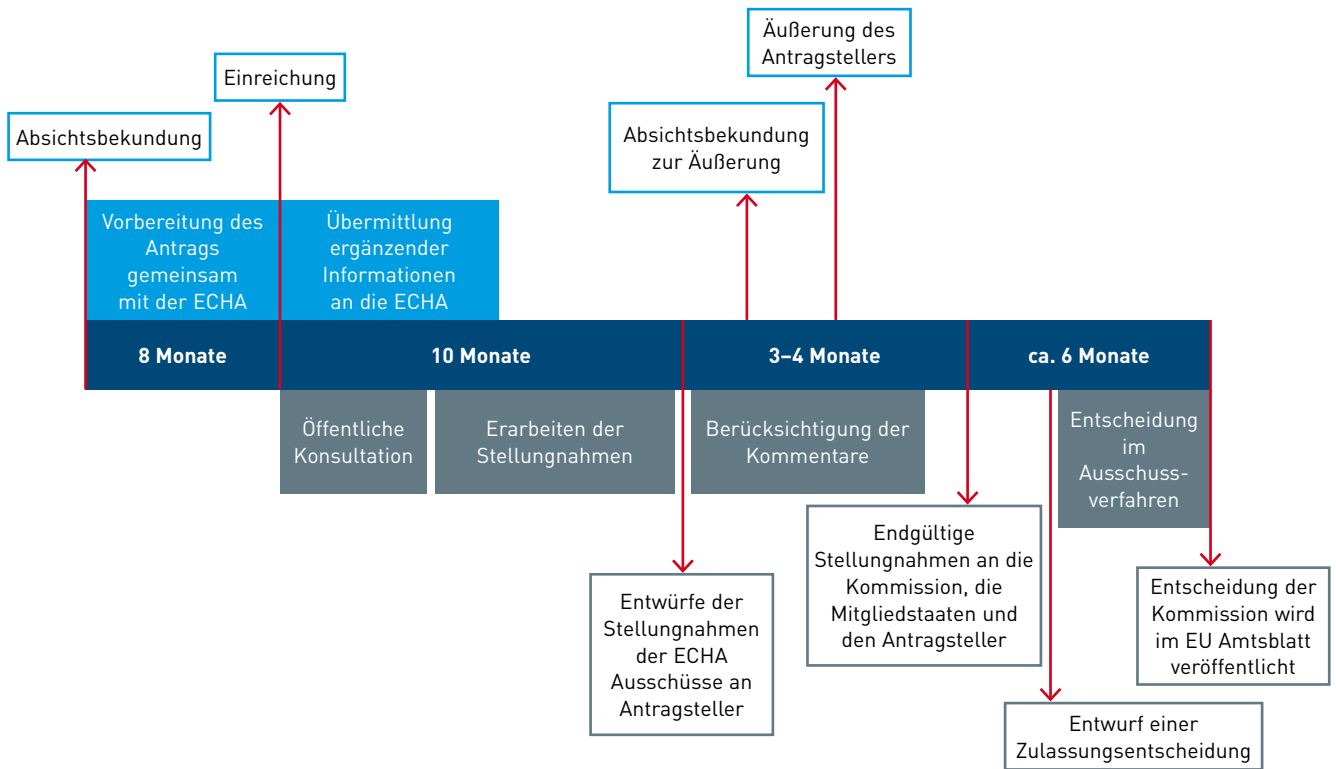 Äußerung des
Antragstellers
Einreichung
Absichtsbekundung
Absichtsbekundung
zur Äußerung
Vorbereitung des
Antrags
gemeinsam
mit der ECHA
Übermittlung
ergänzender
Informationen
an die ECHA
8 Monate
10 Monate
3–4 Monate
ca. 6 Monate
Öffentliche
Konsultation
Erarbeiten der
Stellungnahmen
Berücksichtigung der
Kommentare
Entscheidung
im
Ausschuss-
verfahren
Entwürfe der
Stellungnahmen
der ECHA
Ausschüsse an
Antragsteller
Endgültige
Stellungnahmen an die
Kommission, die
Mitgliedstaaten und
den Antragsteller
Entscheidung der
Kommission wird
im EU Amtsblatt
veröffentlicht
Entwurf einer
Zulassungsentscheidung